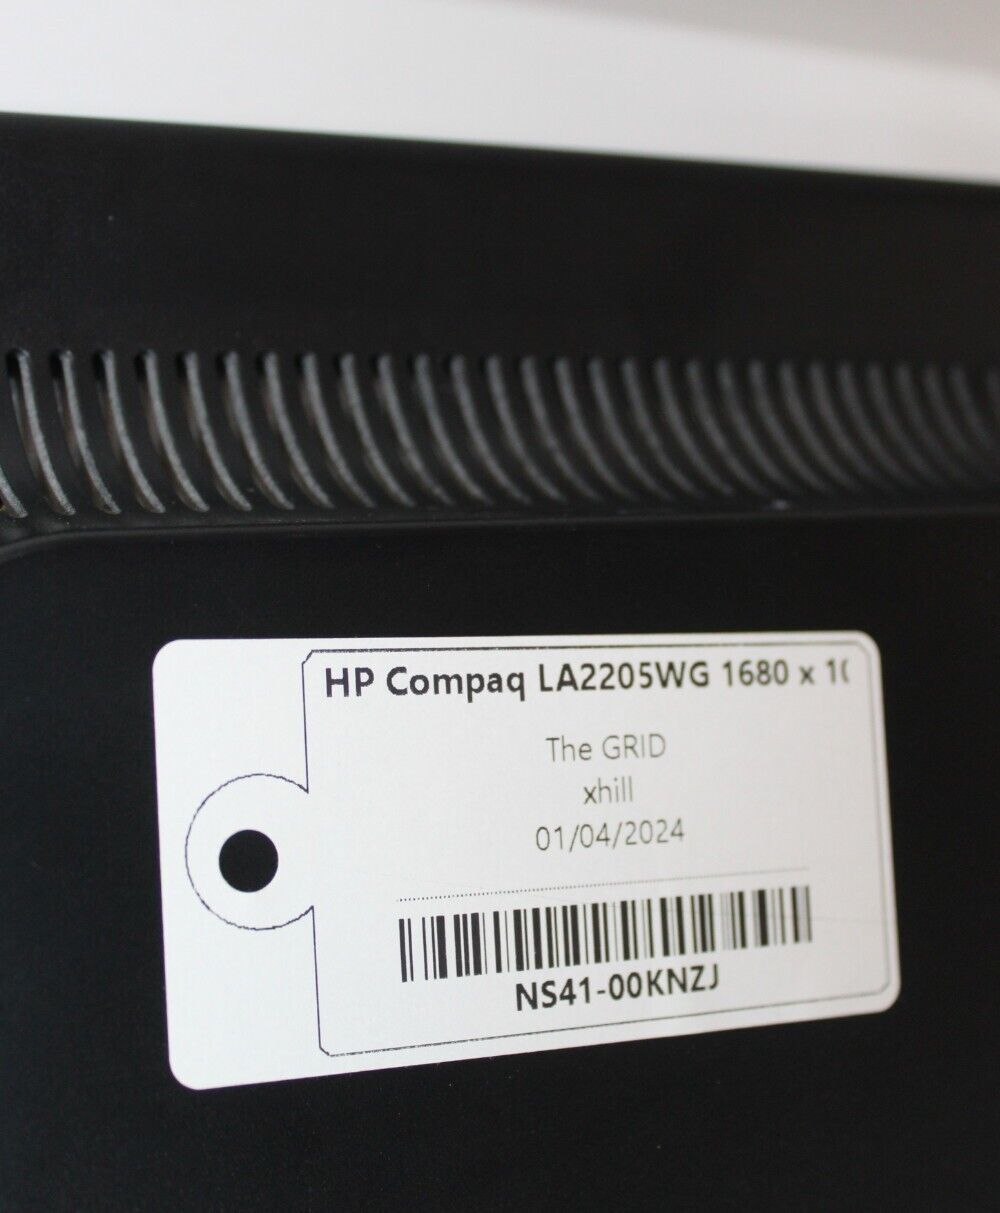 HP Compaq LA2205WG 1680 x 1(
The GRID
xhill
01/04/2024
NS41-00KNZJ